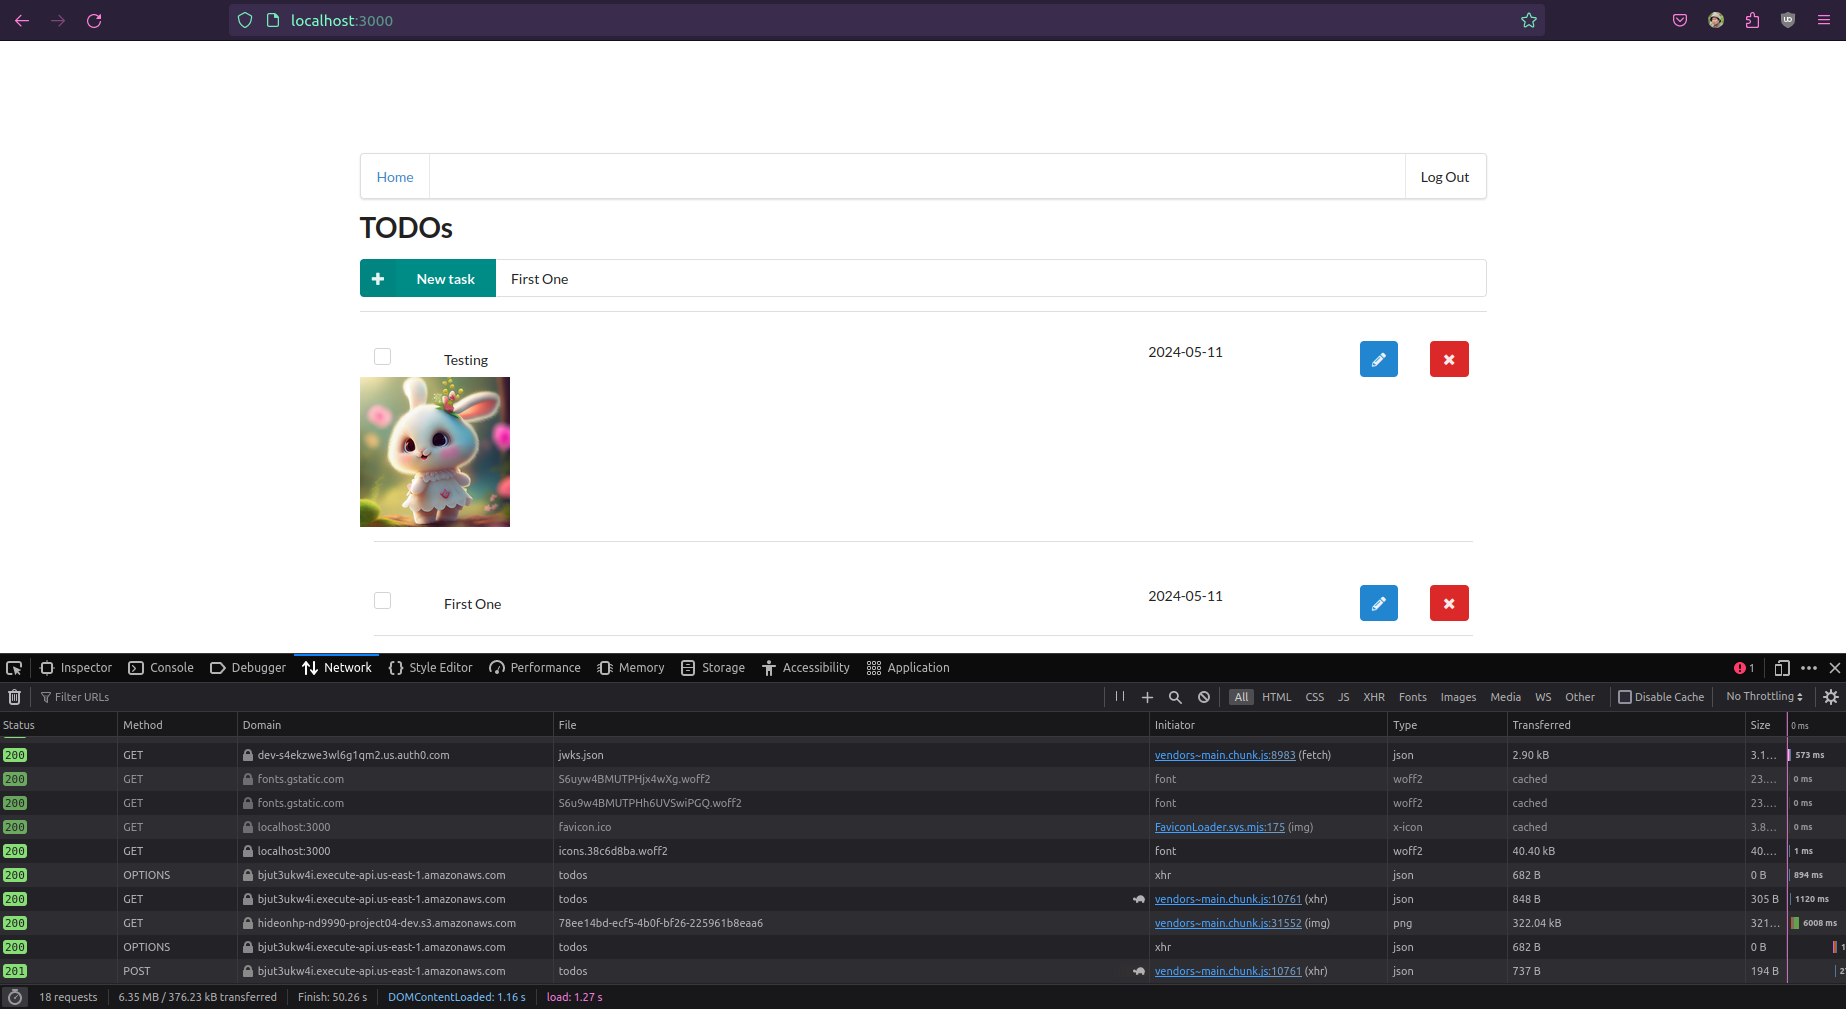 localhost:3000
Home
Log Out
TODOs
New task
First One
Testing
2024-05-11
First One
2024-05-11
Inspector Console Debugger Network Style Editor Performance Memory Storage Accessibility Application 1
Filter URLs All HTML CSS JS XHR Fonts Images Media WS Other Disable Cache No Throttling
Status Method Domain File Initiator Type Transferred Size 0 ms
200 GET dev-s4ekzwe3wl6g1qm2.us.auth0.com jwks.json vendors~main.chunk.js:8983 (fetch) json 2.90 kB 3.1… 573 ms
200 GET fonts.gstatic.com S6uyw4BMUTPHjx4wXg.woff2 font woff2 cached 23.… 0 ms
200 GET fonts.gstatic.com S6u9w4BMUTPHh6UVSwiPGQ.woff2 font woff2 cached 23.… 0 ms
200 GET localhost:3000 favicon.ico FaviconLoader.sys.mjs:175 (img) x-icon cached 3.8… 0 ms
200 GET localhost:3000 icons.38c6d8ba.woff2 font woff2 40.40 kB 40.… 1 ms
200 OPTIONS bjut3ukw4i.execute-api.us-east-1.amazonaws.com todos xhr json 682 B 0 B 894 ms
200 GET bjut3ukw4i.execute-api.us-east-1.amazonaws.com todos vendors~main.chunk.js:10761 (xhr) json 848 B 305 B 1120 ms
200 GET hideonhp-nd9990-project04-dev.s3.amazonaws.com 78ee14bd-ecf5-4b0f-bf26-225961b8eaa6 vendors~main.chunk.js:31552 (img) png 322.04 kB 321… 6008 ms
200 OPTIONS bjut3ukw4i.execute-api.us-east-1.amazonaws.com todos xhr json 682 B 0 B 1
201 POST bjut3ukw4i.execute-api.us-east-1.amazonaws.com todos vendors~main.chunk.js:10761 (xhr) json 737 B 194 B
18 requests 6.35 MB / 376.23 kB transferred Finish: 50.26 s DOMContentLoaded: 1.16 s load: 1.27 s